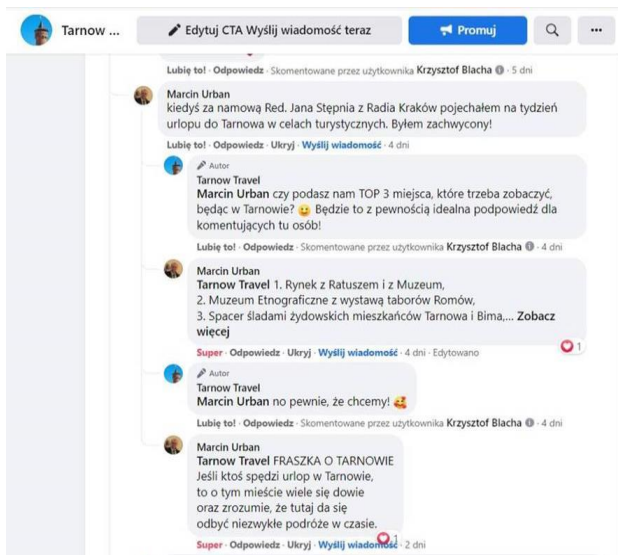 Tarnow ...
Edytuj CTA Wyślij wiadomość teraz
Promuj
Lubię to! · Odpowiedz · Skomentowane przez użytkownika Krzysztof Blacha · 5 dni
Marcin Urban
kiedyś za namową Red. Jana Stępnia z Radia Kraków pojechałem na tydzień
urlopu do Tarnowa w celach turystycznych. Byłem zachwycony!
Lubię to! · Odpowiedz · Ukryj · Wyślij wiadomość · 4 dni
Autor
Tarnow Travel
Marcin Urban czy podasz nam TOP 3 miejsca, które trzeba zobaczyć,
będąc w Tarnowie? 😀 Będzie to z pewnością idealna podpowiedź dla
komentujących tu osób!
Lubię to! · Odpowiedz · Skomentowane przez użytkownika Krzysztof Blacha · 4 dni
Marcin Urban
Tarnow Travel 1. Rynek z Ratuszem i z Muzeum,
2. Muzeum Etnograficzne z wystawą taborów Romów,
3. Spacer śladami żydowskich mieszkańców Tarnowa i Bima,... Zobacz
więcej
Super · Odpowiedz · Ukryj · Wyślij wiadomość · 4 dni · Edytowano
1
Autor
Tarnow Travel
Marcin Urban no pewnie, że chcemy! 🥰
Lubię to! · Odpowiedz · Skomentowane przez użytkownika Krzysztof Blacha · 4 dni
Marcin Urban
Tarnow Travel FRASZKA O TARNOWIE
Jeśli ktoś spędzi urlop w Tarnowie,
to o tym mieście wiele się dowie
oraz zrozumie, że tutaj da się
odbyć niezwykłe podróże w czasie.
1
Super · Odpowiedz · Ukryj · Wyślij wiadomość · 2 dni